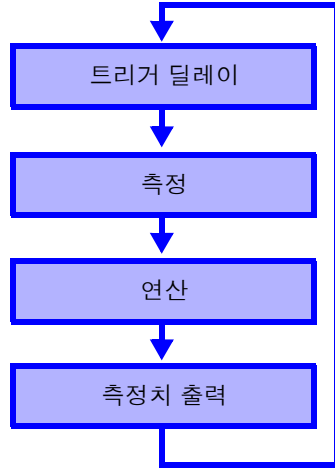 트리거 딜레이
측정
연산
측정치 출력